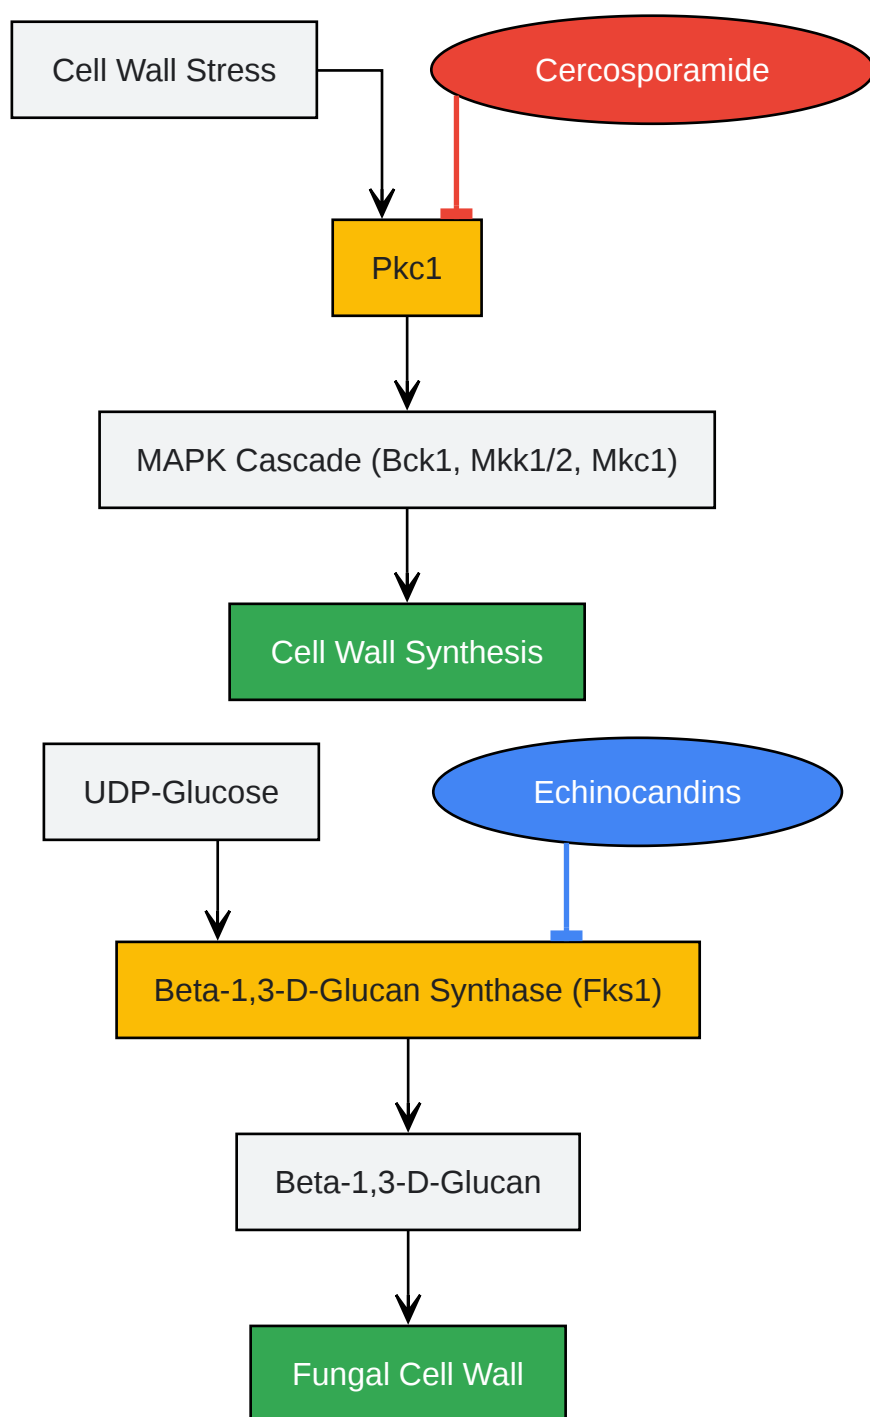 Cell Wall Stress
Cercosporamide
Pkc1
MAPK Cascade (Bck1, Mkk1/2, Mkc1)
Cell Wall Synthesis
UDP-Glucose
Echinocandins
Beta-1,3-D-Glucan Synthase (Fks1)
Beta-1,3-D-Glucan
Fungal Cell Wall